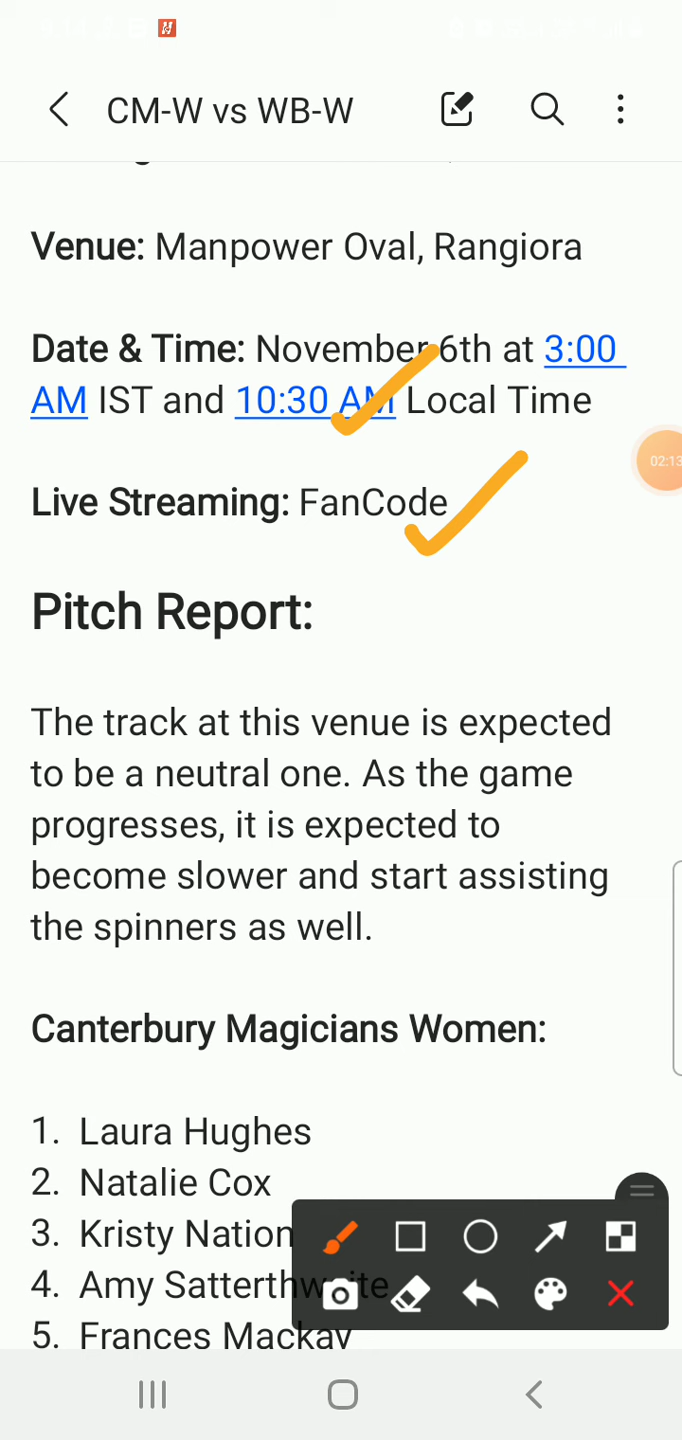 CM-W vs WB-W
Venue: Manpower Oval, Rangiora
Date & Time: November 6th at 3:00
AM IST and 10:30 AM Local Time
02:13
Live Streaming: FanCode
Pitch Report:
The track at this venue is expected
to be a neutral one. As the game
progresses, it is expected to
become slower and start assisting
the spinners as well.
Canterbury Magicians Women:
1. Laura Hughes
2. Natalie Cox
3. Kristy Nation
4. Amy Satterthwaite
5. Frances Mackay